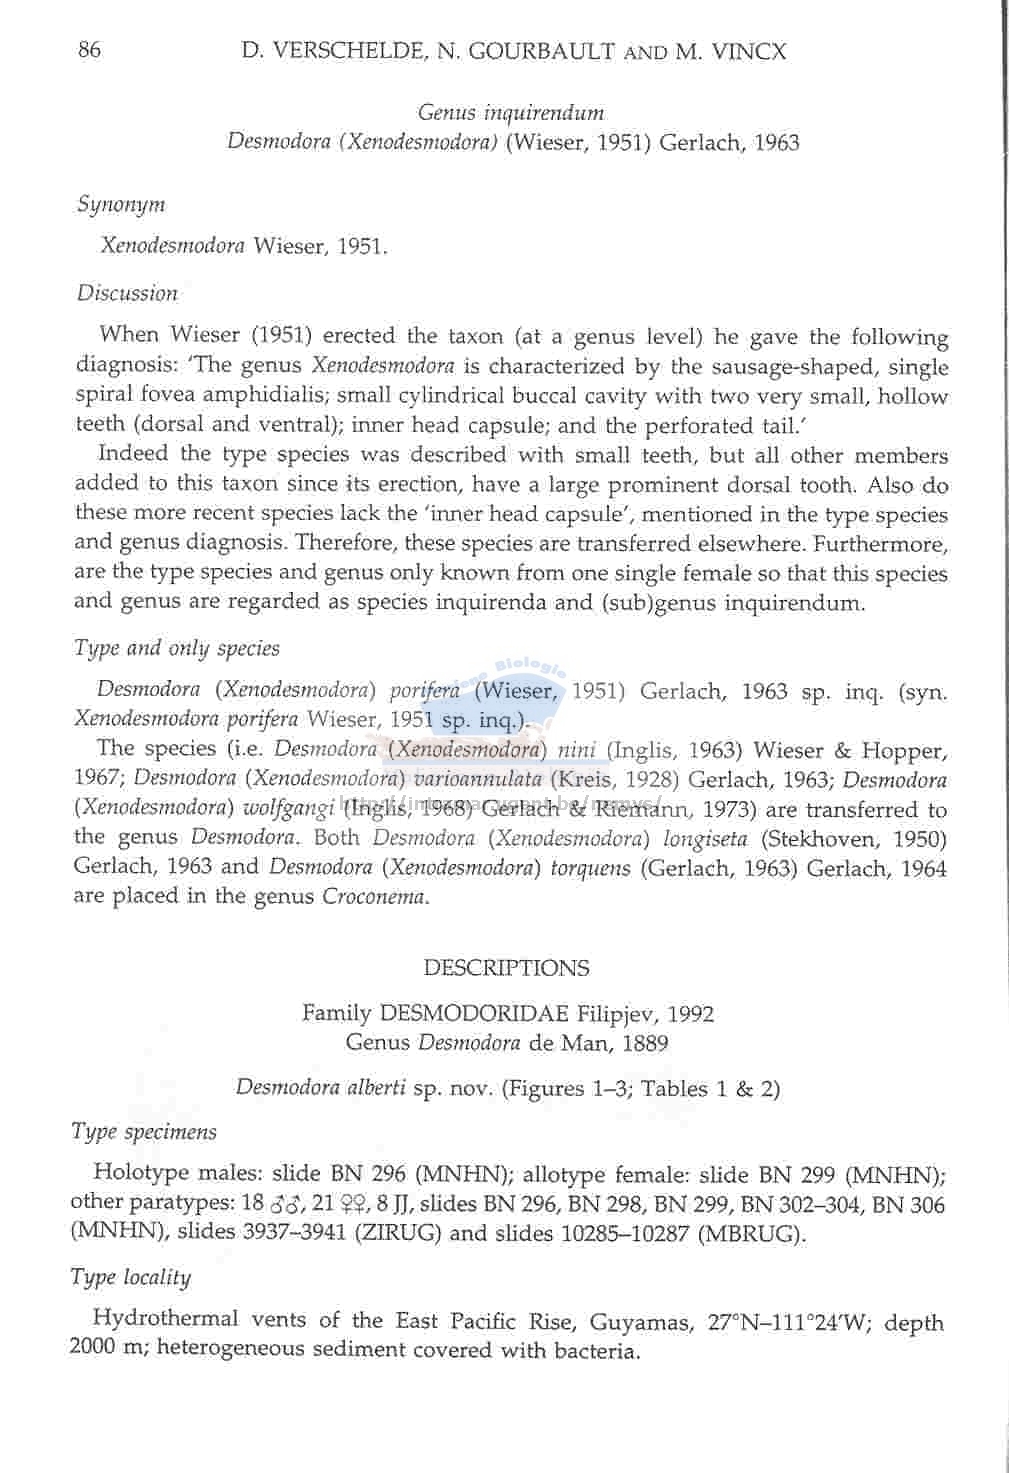 86 D. VERSCHELDE, N. GOURBAULT AND M. VINCX
Genus inquirendum
Desmodora (Xenodesmodora) (Wieser, 1951) Gerlach, 1963
Synonym
Xenodesmodora Wieser, 1951.
Discussion
When Wieser (1951) erected the taxon (at a genus level) he gave the following
diagnosis: ‘The genus Xenodesmodora is characterized by the sausage-shaped, single
spiral fovea amphidialis; small cylindrical buccal cavity with two very small, hollow
teeth (dorsal and ventral); inner head capsule; and the perforated tail.’
Indeed the type species was described with small teeth, but all other members
added to this taxon since its erection, have a large prominent dorsal tooth. Also do
these more recent species lack the ‘inner head capsule’, mentioned in the type species
and genus diagnosis. Therefore, these species are transferred elsewhere. Furthermore,
are the type species and genus only known from one single female so that this species
and genus are regarded as species inquirenda and (sub)genus inquirendum.
Type and only species
Biologie
Desmodora (Xenodesmodora) porifera (Wieser, 1951) Gerlach, 1963 sp. inq. (syn.
Xenodesmodora porifera Wieser, 1951 sp. inq.).
The species (i.e. Desmodora (Xenodesmodora) nini (Inglis, 1963) Wieser & Hopper,
1967; Desmodora (Xenodesmodora) varioannulata (Kreis, 1928) Gerlach, 1963; Desmodora
(Xenodesmodora) wolfgangi (Inglis, 1968) Gerlach & Riemann, 1973) are transferred to
the genus Desmodora. Both Desmodora (Xenodesmodora) longiseta (Stekhoven, 1950)
Gerlach, 1963 and Desmodora (Xenodesmodora) torquens (Gerlach, 1963) Gerlach, 1964
are placed in the genus Croconema.
DESCRIPTIONS
Family DESMODORIDAE Filipjev, 1992
Genus Desmodora de Man, 1889
Desmodora alberti sp. nov. (Figures 1–3; Tables 1 & 2)
Type specimens
Holotype males: slide BN 296 (MNHN); allotype female: slide BN 299 (MNHN);
other paratypes: 18 ♂♂, 21 ♀♀, 8 JJ, slides BN 296, BN 298, BN 299, BN 302–304, BN 306
(MNHN), slides 3937–3941 (ZIRUG) and slides 10285–10287 (MBRUG).
Type locality
Hydrothermal vents of the East Pacific Rise, Guyamas, 27°N–111°24′W; depth
2000 m; heterogeneous sediment covered with bacteria.